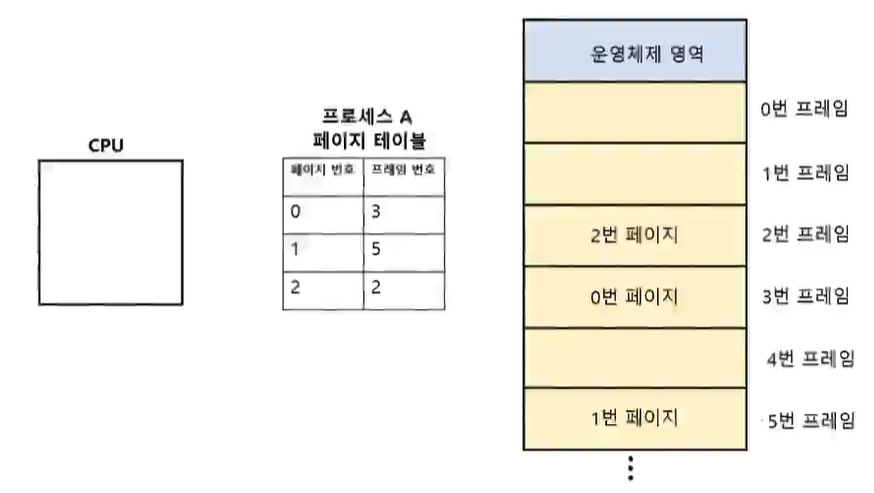 CPU
프로세스 A
페이지 테이블
페이지 번호 프레임 번호
0 3
1 5
2 2
운영체제 영역
0번 프레임
1번 프레임
2번 페이지 2번 프레임
0번 페이지 3번 프레임
4번 프레임
1번 페이지 5번 프레임